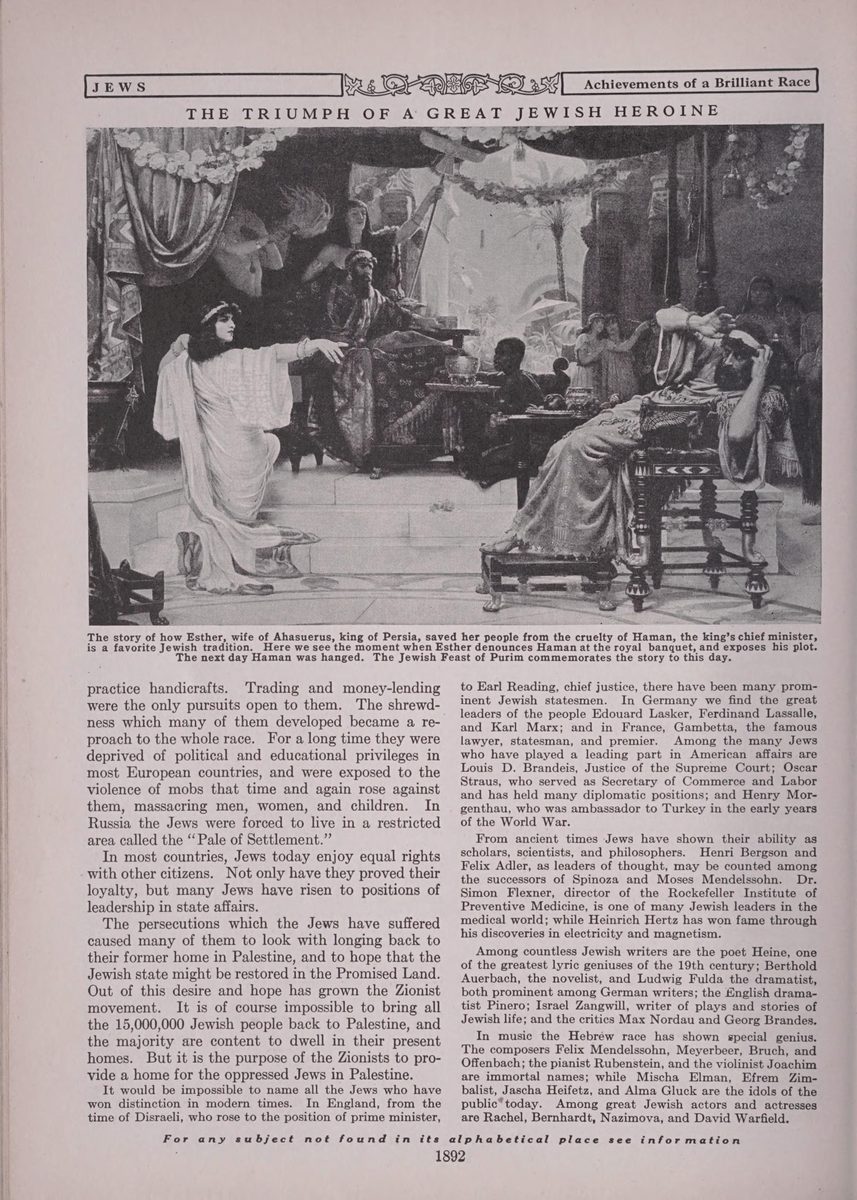 JEWS
Achievements of a Brilliant Race
THE TRIUMPH OF A GREAT JEWISH HEROINE
The story of how Esther, wife of Ahasuerus, king of Persia, saved her people from the cruelty of Haman, the king's chief minister,
is a favorite Jewish tradition. Here we see the moment when Esther denounces Haman at the royal banquet, and exposes his plot.
The next day Haman was hanged. The Jewish Feast of Purim commemorates the story to this day.
practice handicrafts. Trading and money-lending
were the only pursuits open to them. The shrewd-
ness which many of them developed became a re-
proach to the whole race. For a long time they were
deprived of political and educational privileges in
most European countries, and were exposed to the
violence of mobs that time and again rose against
them, massacring men, women, and children. In
Russia the Jews were forced to live in a restricted
area called the "Pale of Settlement."
In most countries, Jews today enjoy equal rights
with other citizens. Not only have they proved their
loyalty, but many Jews have risen to positions of
leadership in state affairs.
The persecutions which the Jews have suffered
caused many of them to look with longing back to
their former home in Palestine, and to hope that the
Jewish state might be restored in the Promised Land.
Out of this desire and hope has grown the Zionist
movement. It is of course impossible to bring all
the 15,000,000 Jewish people back to Palestine, and
the majority are content to dwell in their present
homes. But it is the purpose of the Zionists to pro-
vide a home for the oppressed Jews in Palestine.
It would be impossible to name all the Jews who have
won distinction in modern times. In England, from the
time of Disraeli, who rose to the position of prime minister,
to Earl Reading, chief justice, there have been many prom-
inent Jewish statesmen. In Germany we find the great
leaders of the people Edouard Lasker, Ferdinand Lassalle,
and Karl Marx; and in France, Gambetta, the famous
lawyer, statesman, and premier. Among the many Jews
who have played a leading part in American affairs are
Louis D. Brandeis, Justice of the Supreme Court; Oscar
Straus, who served as Secretary of Commerce and Labor
and has held many diplomatic positions; and Henry Mor-
genthau, who was ambassador to Turkey in the early years
of the World War.
From ancient times Jews have shown their ability as
scholars, scientists, and philosophers. Henri Bergson and
Felix Adler, as leaders of thought, may be counted among
the successors of Spinoza and Moses Mendelssohn. Dr.
Simon Flexner, director of the Rockefeller Institute of
Preventive Medicine, is one of many Jewish leaders in the
medical world; while Heinrich Hertz has won fame through
his discoveries in electricity and magnetism.
Among countless Jewish writers are the poet Heine, one
of the greatest lyric geniuses of the 19th century; Berthold
Auerbach, the novelist, and Ludwig Fulda the dramatist,
both prominent among German writers; the English drama-
tist Pinero; Israel Zangwill, writer of plays and stories of
Jewish life; and the critics Max Nordau and Georg Brandes.
In music the Hebrew race has shown special genius.
The composers Felix Mendelssohn, Meyerbeer, Bruch, and
Offenbach; the pianist Rubenstein, and the violinist Joachim
are immortal names; while Mischa Elman, Efrem Zim-
balist, Jascha Heifetz, and Alma Gluck are the idols of the
public today. Among great Jewish actors and actresses
are Rachel, Bernhardt, Nazimova, and David Warfield.
For any subject not found in its alphabetical place see information
1892